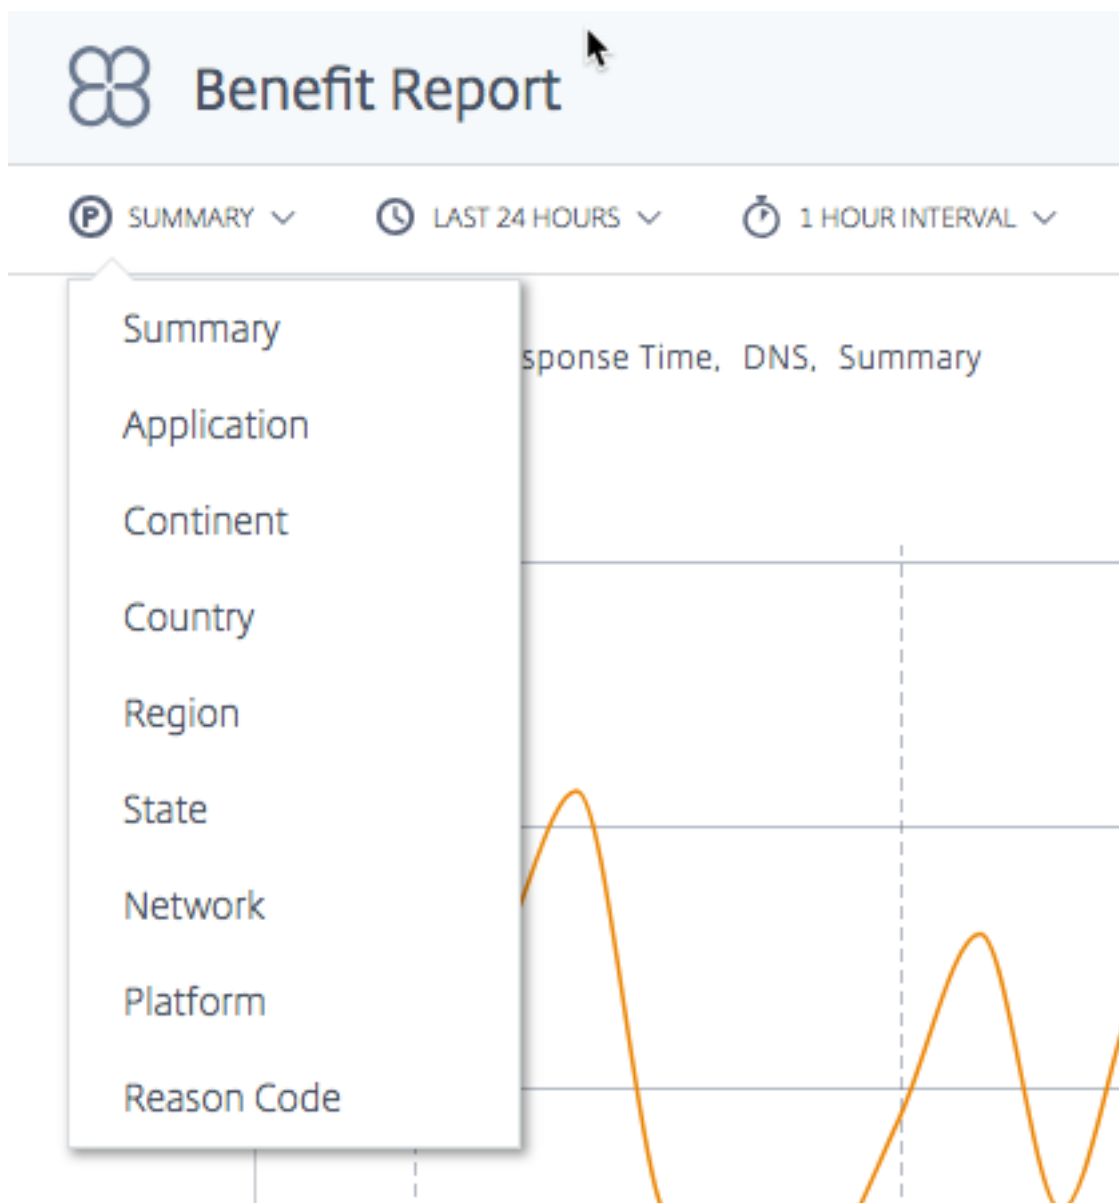 Benefit Report
P SUMMARY LAST 24 HOURS 1 HOUR INTERVAL
Summary
sponse Time, DNS, Summary
Application
Continent
Country
Region
State
Network
Platform
Reason Code